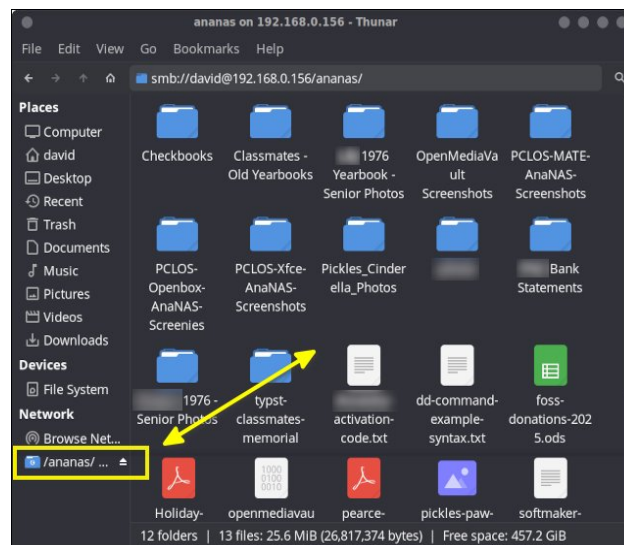 ananas on 192.168.0.156 - Thunar
File Edit View Go Bookmarks Help
smb://david@192.168.0.156/ananas/
Places
Computer
david
Desktop
Recent
Trash
Documents
Music
Pictures
Videos
Downloads
Devices
File System
Network
Browse Net...
/ananas/ ...
Checkbooks
Classmates -
Old Yearbooks
1976
Yearbook -
Senior Photos
OpenMediaVa
ult
Screenshots
PCLOS-MATE-
AnaNAS-
Screenshots
PCLOS-
Openbox-
AnaNAS-
Screenies
PCLOS-Xfce-
AnaNAS-
Screenshots
Pickles_Cinder
ella_Photos
Bank
Statements
1976 -
Senior Photos
typst-
classmates-
memorial
activation-
code.txt
dd-command-
example-
syntax.txt
foss-
donations-202
5.ods
1000
0100
0010
Holiday-
openmediavau
pearce-
pickles-paw-
softmaker-
12 folders | 13 files: 25.6 MiB (26,817,374 bytes) | Free space: 457.2 GiB